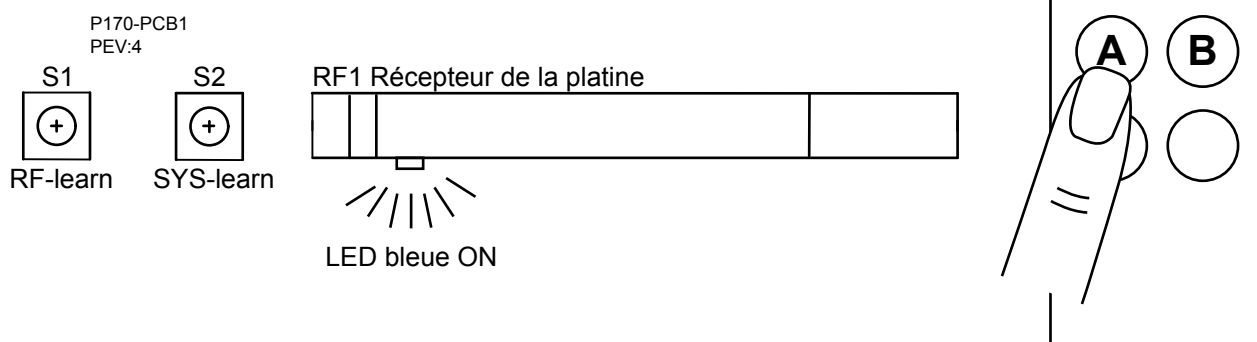 P170-PCB1
PEV:4
S1
S2
RF1 Récepteur de la platine
RF-learn
SYS-learn
LED bleue ON
A
B